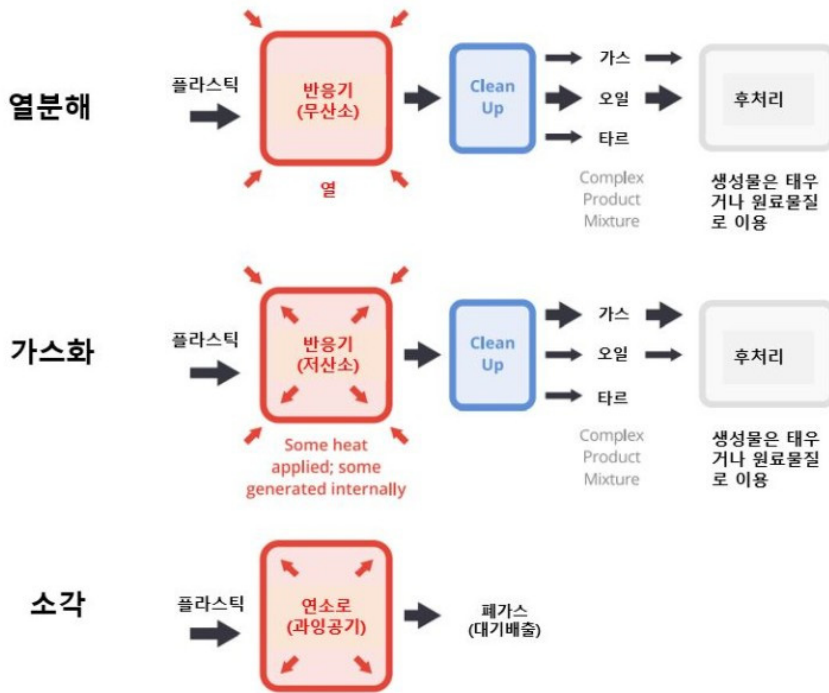 열분해
플라스틱
반응기
(무산소)
열
Clean
Up
가스
오일
타르
Complex
Product
Mixture
후처리
생성물은 태우
거나 원료물질
로 이용
가스화
플라스틱
반응기
(저산소)
Some heat
applied; some
generated internally
Clean
Up
가스
오일
타르
Complex
Product
Mixture
후처리
생성물은 태우
거나 원료물질
로 이용
소각
플라스틱
연소로
(과잉공기)
폐가스
(대기배출)